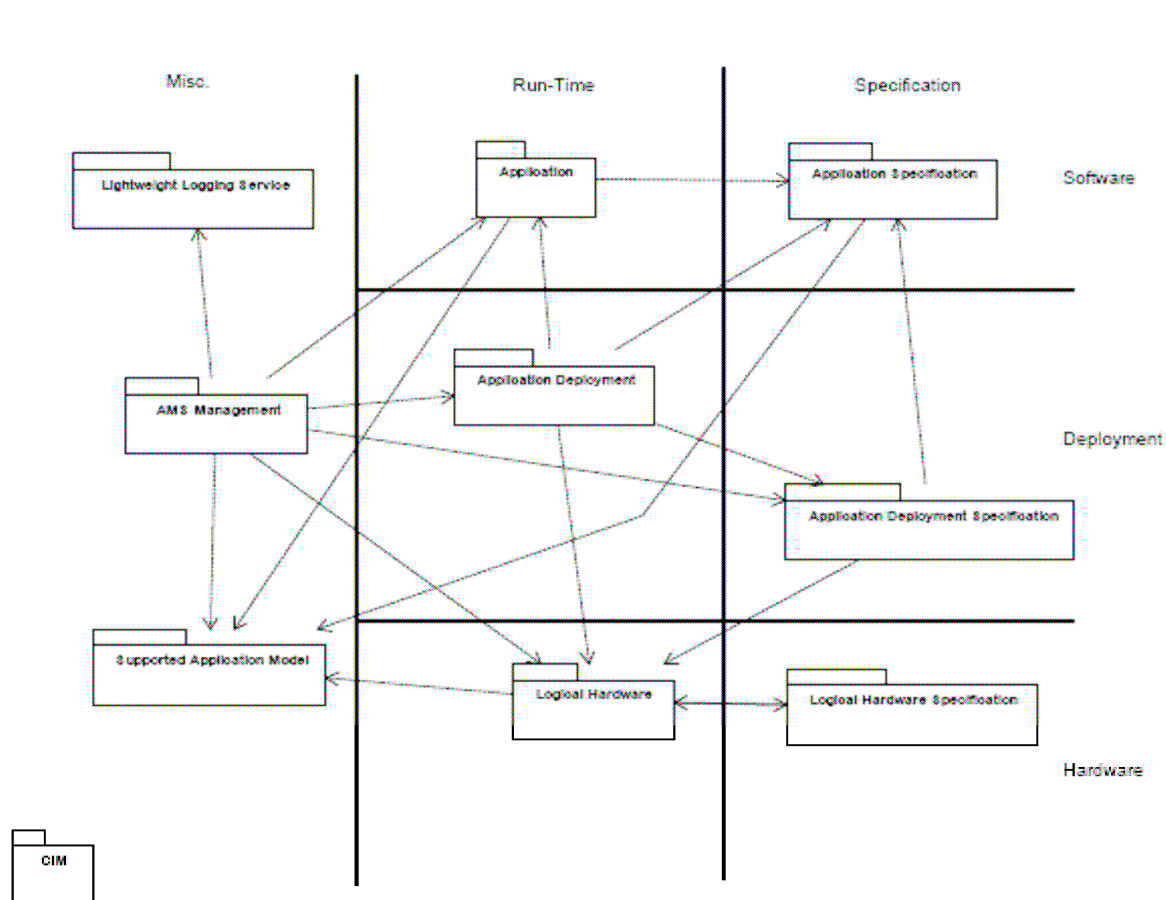 Misc.
Run-Time
Specification
Lightweight Logging Service
Application
Application Specification
Software
AMS Management
Application Deployment
Deployment
Application Deployment Specification
Supported Application Model
Logical Hardware
Logical Hardware Specification
Hardware
CIM